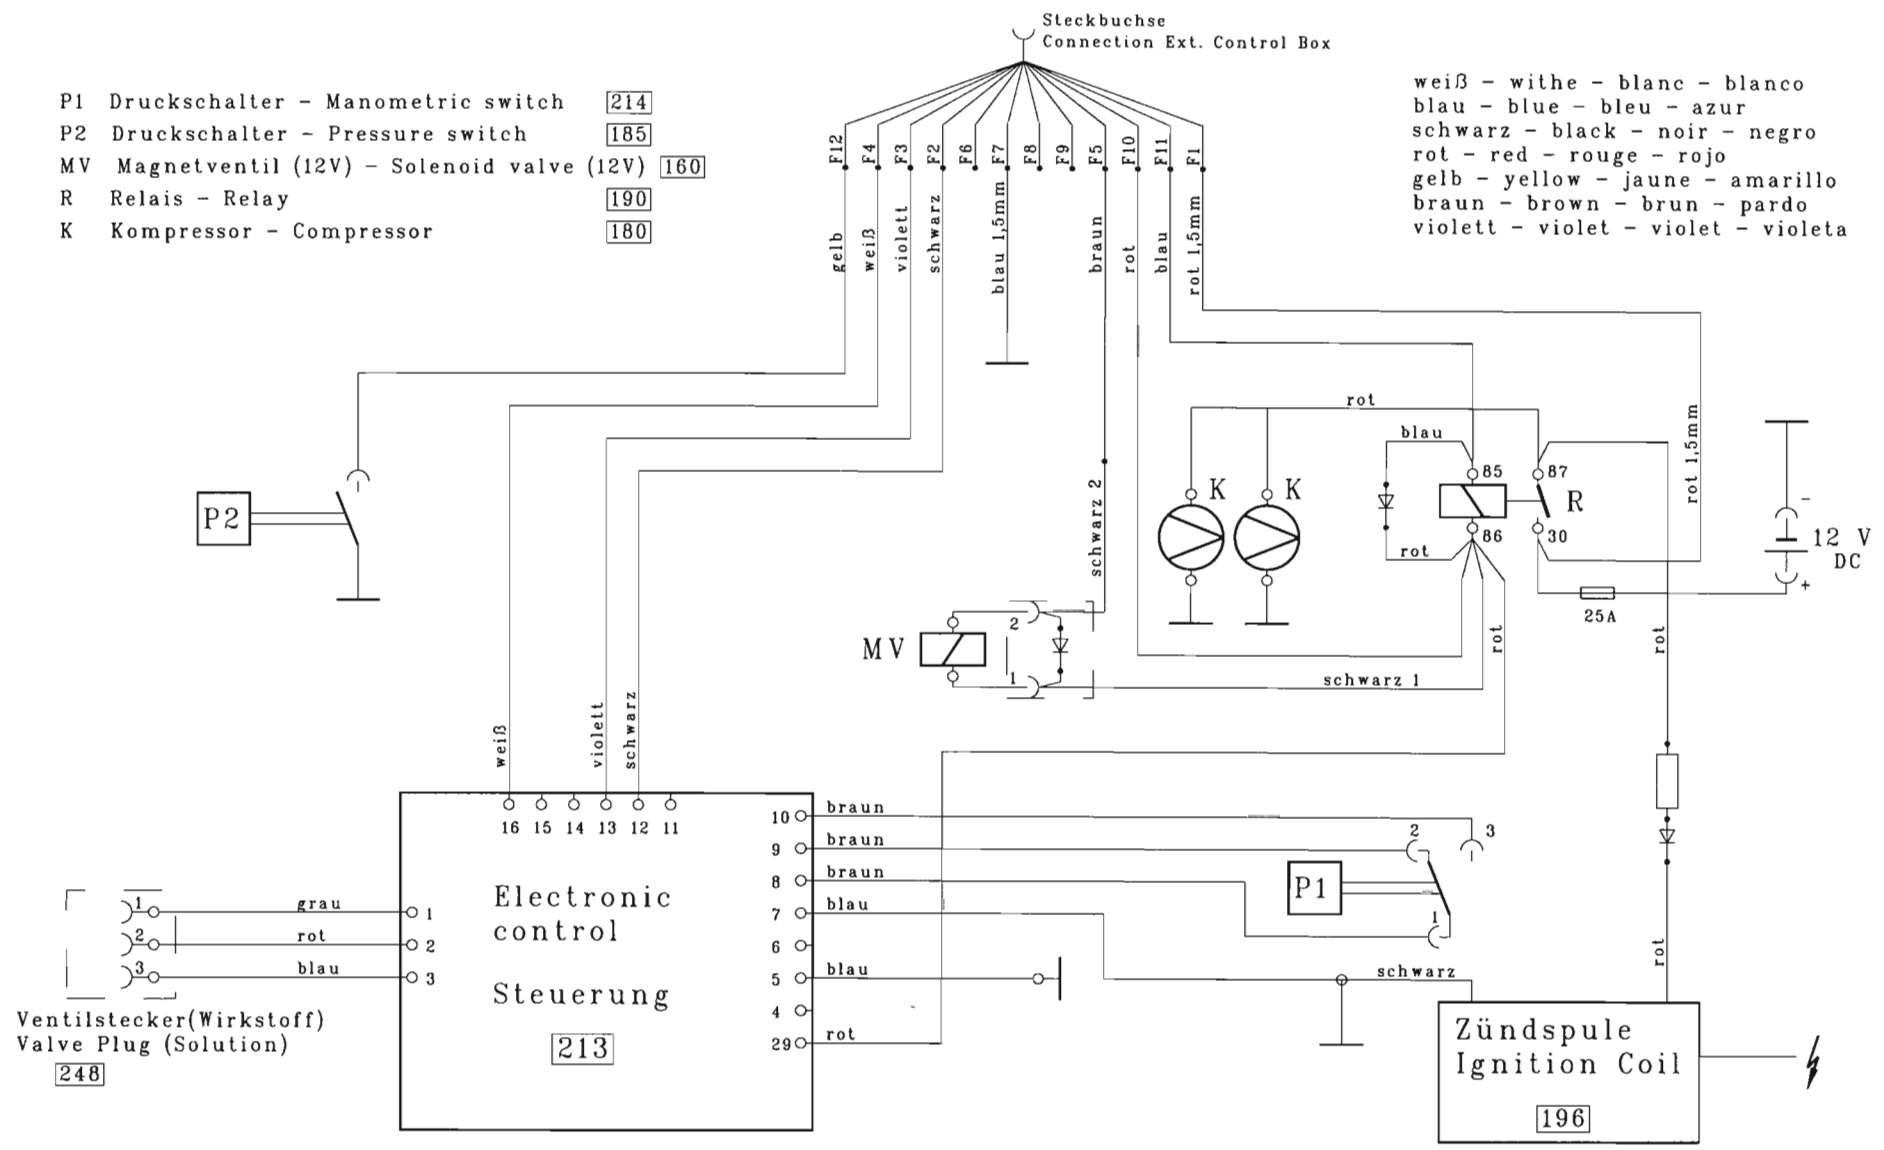 Steckbuchse
Connection Ext. Control Box
P1 Druckschalter - Manometric switch 214
P2 Druckschalter - Pressure switch 185
MV Magnetventil (12V) - Solenoid valve (12V) 160
R Relais - Relay 190
K Kompressor - Compressor 180
weiß - withe - blanc - blanco
blau - blue - bleu - azur
schwarz - black - noir - negro
rot - red - rouge - rojo
gelb - yellow - jaune - amarillo
braun - brown - brun - pardo
violett - violet - violet - violeta
F12 F4 F3 F2 F6 F7 F8 F9 F5 F10 F11 F1
gelb
weiß
violett
schwarz
blau 1,5mm
braun
rot
blau
rot 1,5mm
rot
rot 1,5mm
blau
85
87
K
K
R
P2
schwarz 2
86
30
rot
-
12 V
DC
+
25A
MV
2
1
schwarz 1
rot
rot
weiß
violett
schwarz
16 15 14 13 12 11
10 braun
9 braun
8 braun
7 blau
6
5 blau
4
29 rot
2
3
P1
1
Electronic
control
Steuerung
213
1 grau 1
2 rot 2
3 blau 3
Ventilstecker(Wirkstoff)
Valve Plug (Solution)
248
schwarz
rot
Zündspule
Ignition Coil
196